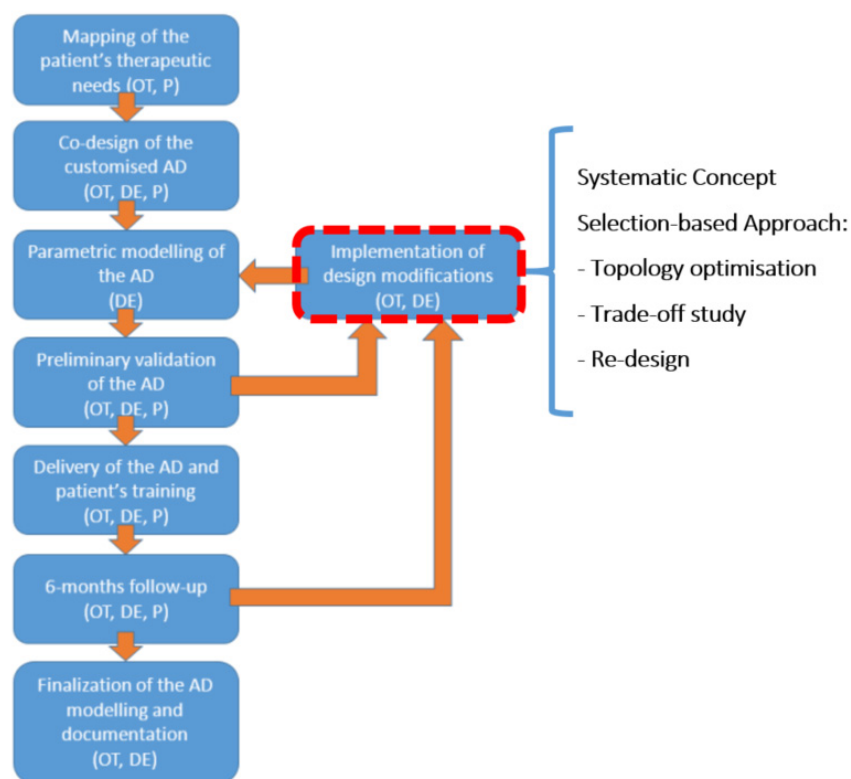 Mapping of the
patient's therapeutic
needs (OT, P)
Co-design of the
customised AD
(OT, DE, P)
Parametric modelling of
the AD
(DE)
Implementation of
design modifications
(OT, DE)
Systematic Concept
Selection-based Approach:
- Topology optimisation
- Trade-off study
- Re-design
Preliminary validation
of the AD
(OT, DE, P)
Delivery of the AD and
patient's training
(OT, DE, P)
6-months follow-up
(OT, DE, P)
Finalization of the AD
modelling and
documentation
(OT, DE)